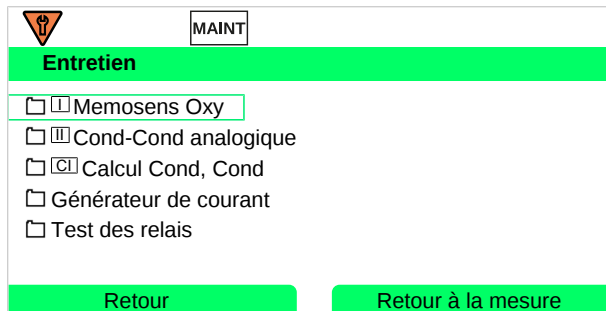 MAINT
Entretien
I Memosens Oxy
II Cond-Cond analogique
CI Calcul Cond, Cond
Générateur de courant
Test des relais
Retour
Retour à la mesure